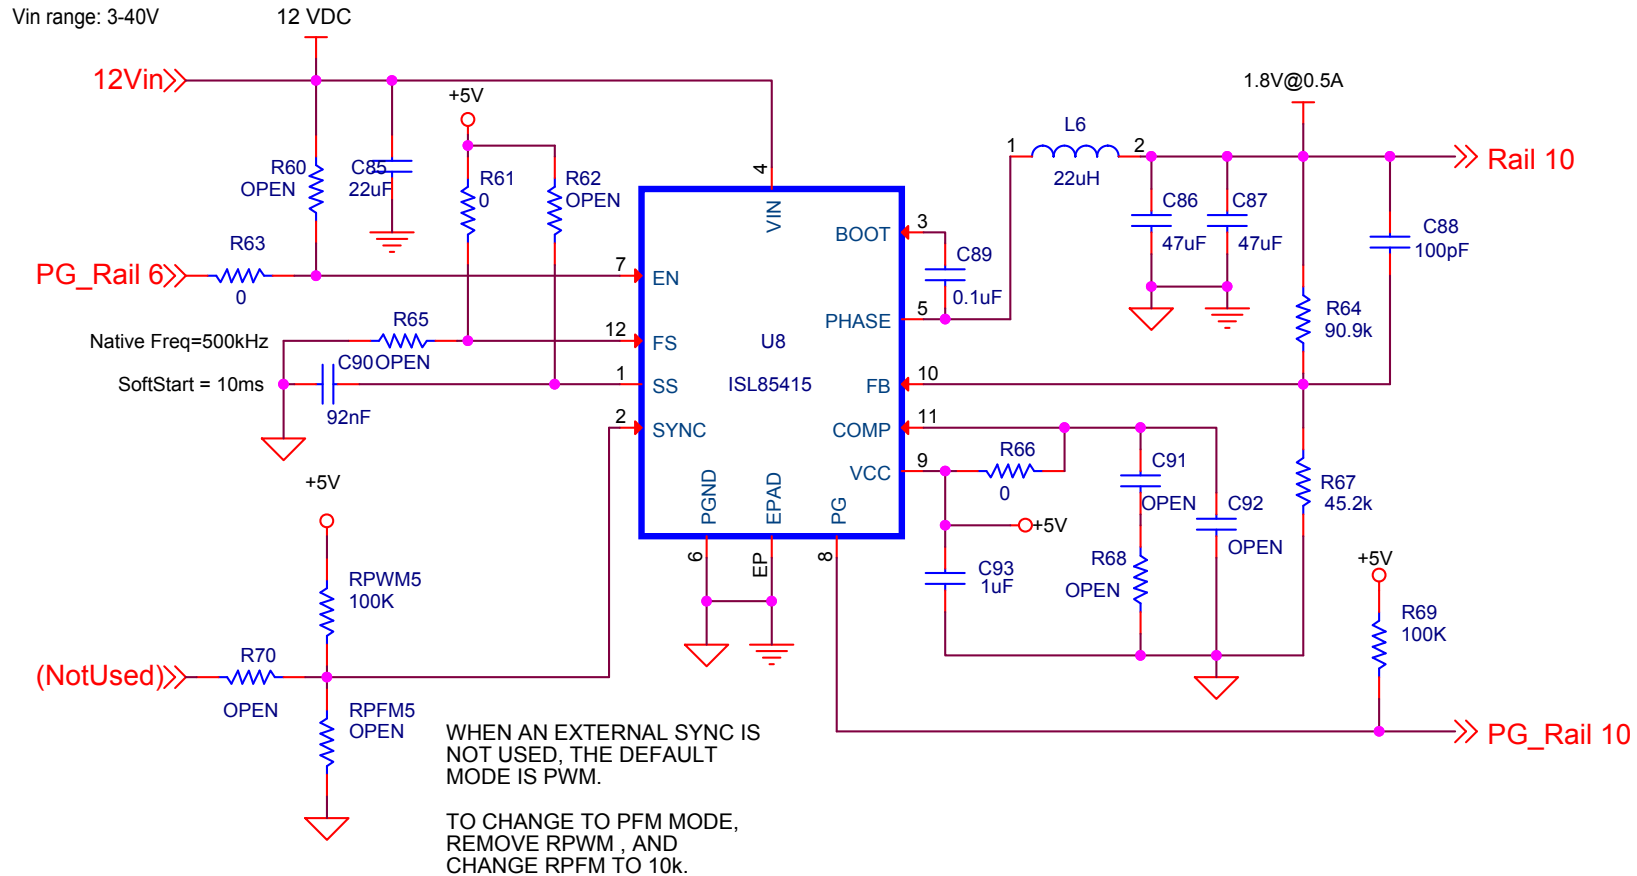 Vin range: 3-40V
12 VDC
12Vin
+5V
1.8V@0.5A
R60
OPEN
C85
22uF
R61
0
R62
OPEN
4
VIN
1
L6
2
22uH
Rail 10
C86
47uF
C87
47uF
C88
100pF
3
BOOT
C89
0.1uF
R63
0
PG_Rail 6
7
EN
5
PHASE
R64
90.9k
Native Freq=500kHz
R65
OPEN
12
FS
U8
ISL85415
SoftStart = 10ms
C90
92nF
1
SS
10
FB
2
SYNC
11
COMP
9
VCC
R66
0
C91
OPEN
C92
OPEN
R67
45.2k
PGND
EPAD
PG
6
EP
8
+5V
C93
1uF
R68
OPEN
+5V
R69
100K
+5V
RPWM5
100K
(NotUsed)
R70
OPEN
RPFM5
OPEN
PG_Rail 10
WHEN AN EXTERNAL SYNC IS
NOT USED, THE DEFAULT
MODE IS PWM.
TO CHANGE TO PFM MODE,
REMOVE RPWM , AND
CHANGE RPFM TO 10k.